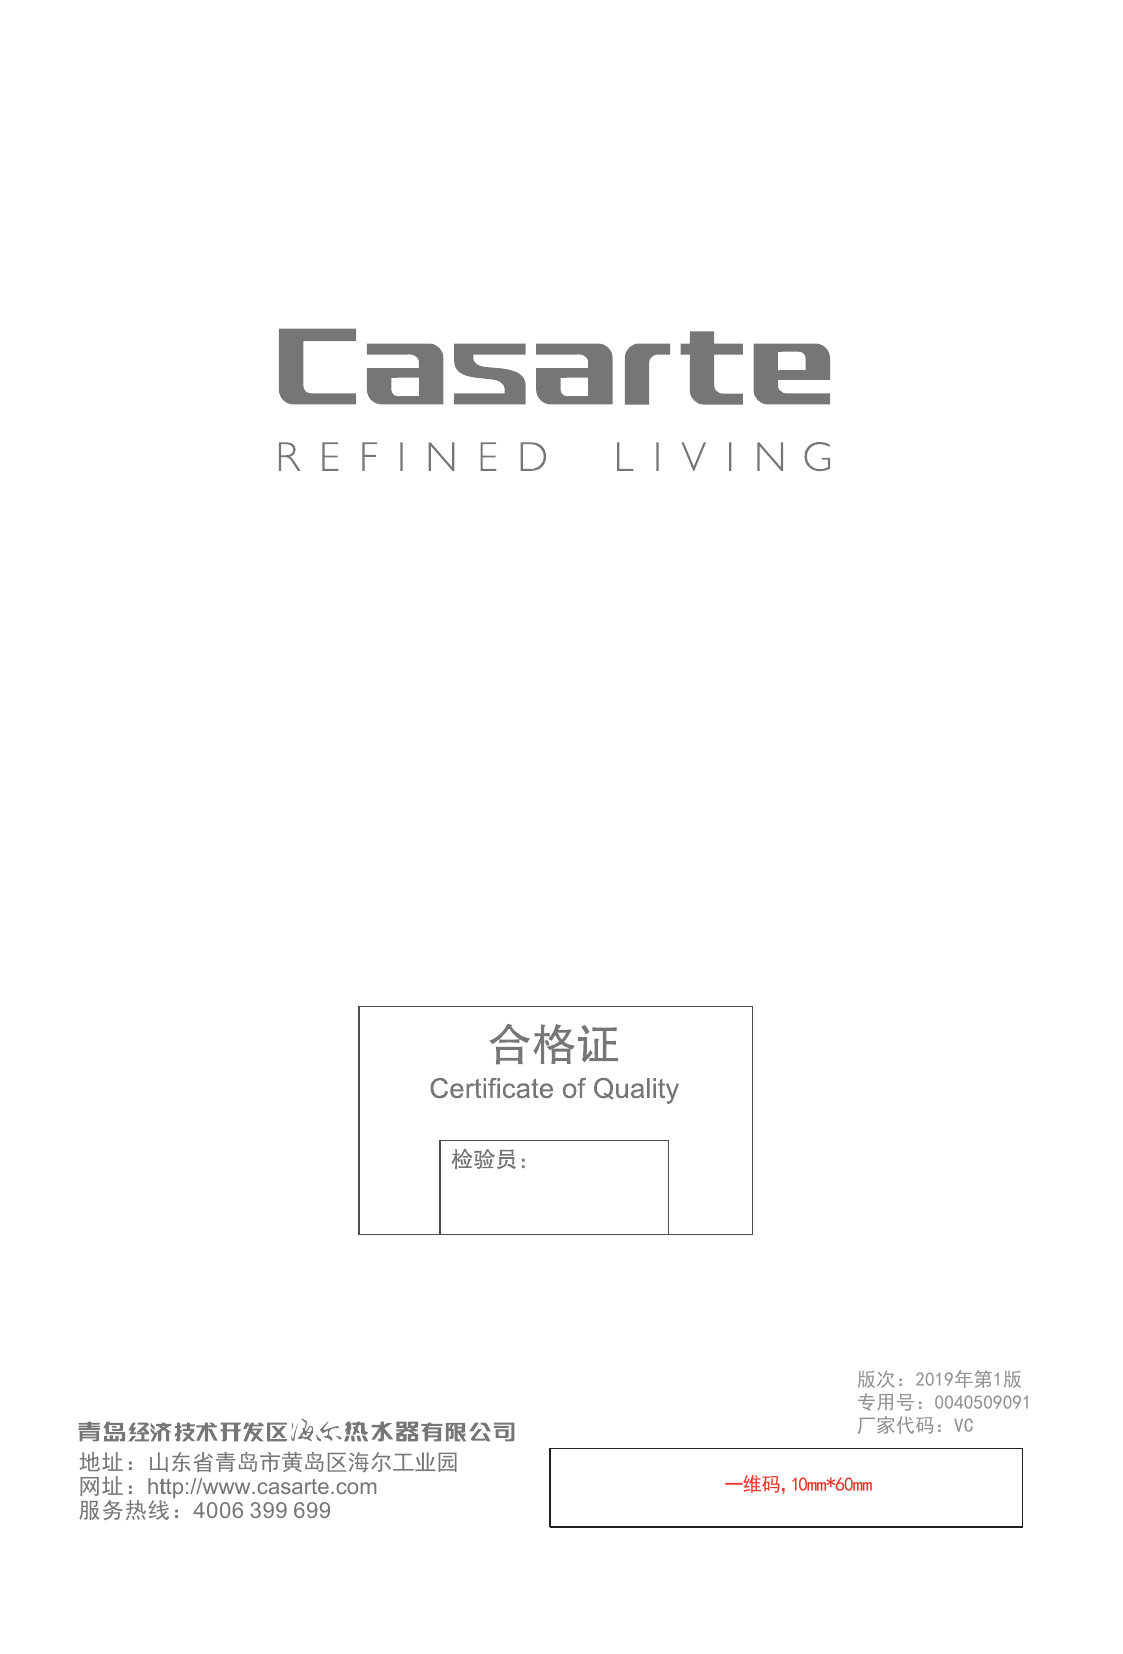 Casarte
REFINED LIVING
合格证
Certificate of Quality
检验员：
版次：2019年第1版
专用号：0040509091
厂家代码：VC
青岛经济技术开发区海尔热水器有限公司
地址：山东省青岛市黄岛区海尔工业园
网址：http://www.casarte.com
服务热线：4006 399 699
一维码，10mm*60mm